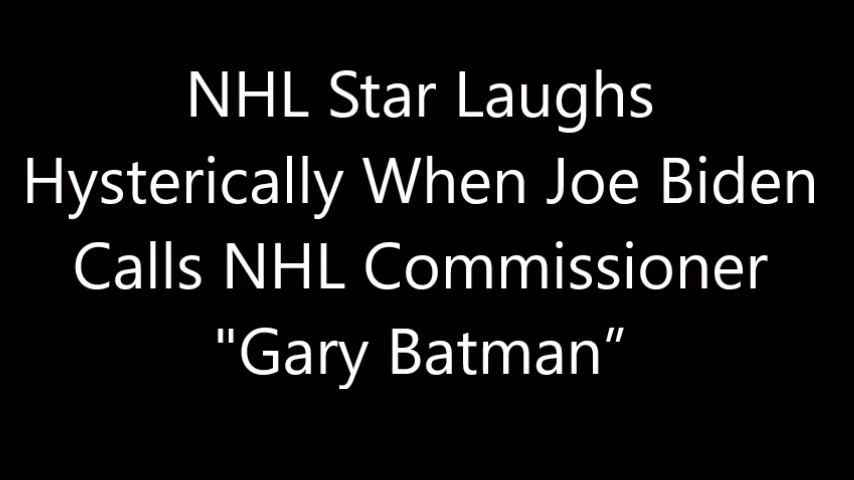 NHL Star Laughs
Hysterically When Joe Biden
Calls NHL Commissioner
"Gary Batman”